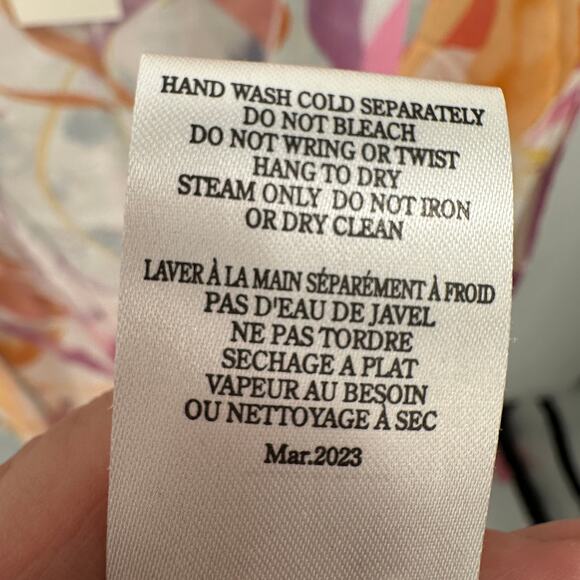 HAND WASH COLD SEPARATELY
DO NOT BLEACH
DO NOT WRING OR TWIST
HANG TO DRY
STEAM ONLY DO NOT IRON
OR DRY CLEAN
LAVER À LA MAIN SÉPARÉMENT À FROID
PAS D'EAU DE JAVEL
NE PAS TORDRE
SECHAGE A PLAT
VAPEUR AU BESOIN
OU NETTOYAGE À SEC
Mar.2023